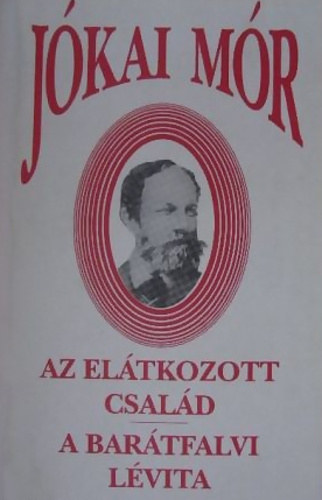 JÓKAI MÓR
AZ ELÁTKOZOTT
CSALÁD
A BARÁTFALVI
LÉVITA